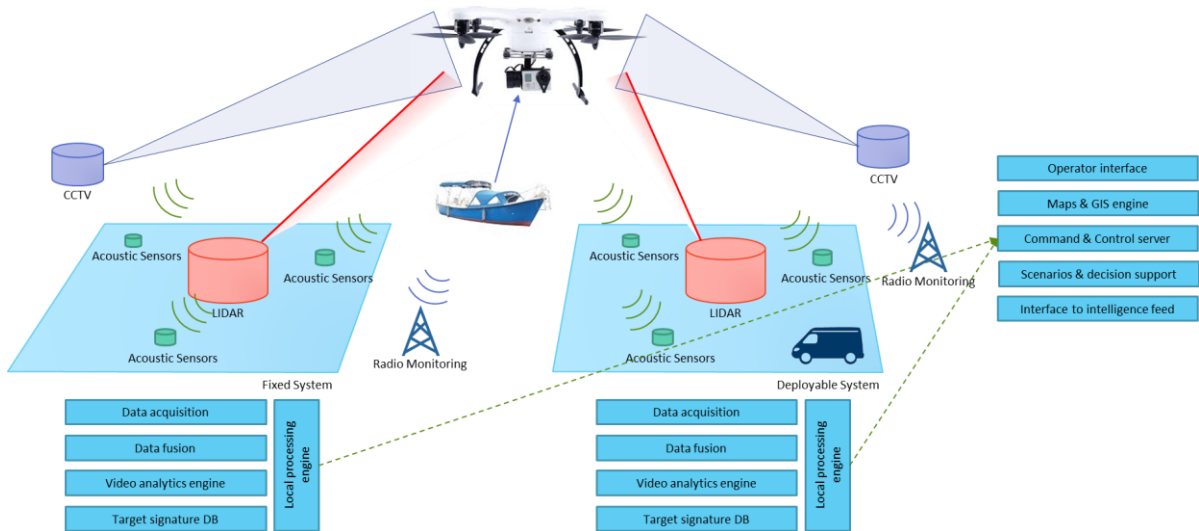 CCTV
CCTV
Operator interface
Maps & GIS engine
Command & Control server
Scenarios & decision support
Interface to intelligence feed
Acoustic Sensors
Acoustic Sensors
LIDAR
Acoustic Sensors
Radio Monitoring
Fixed System
Acoustic Sensors
Acoustic Sensors
LIDAR
Acoustic Sensors
Radio Monitoring
Deployable System
Data acquisition
Data fusion
Video analytics engine
Target signature DB
Local processing
engine
Data acquisition
Data fusion
Video analytics engine
Target signature DB
Local processing
engine